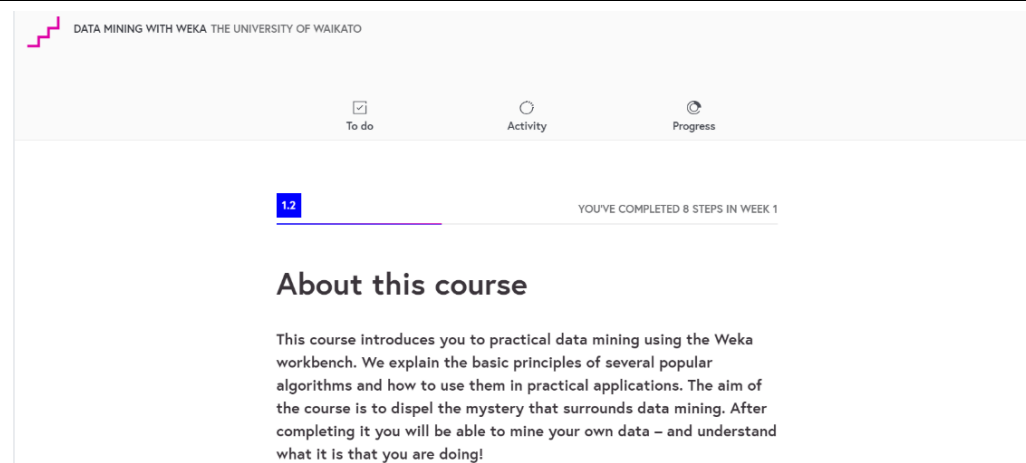 DATA MINING WITH WEKA THE UNIVERSITY OF WAIKATO
To do
Activity
Progress
1.2
YOU'VE COMPLETED 8 STEPS IN WEEK 1
About this course
This course introduces you to practical data mining using the Weka
workbench. We explain the basic principles of several popular
algorithms and how to use them in practical applications. The aim of
the course is to dispel the mystery that surrounds data mining. After
completing it you will be able to mine your own data – and understand
what it is that you are doing!